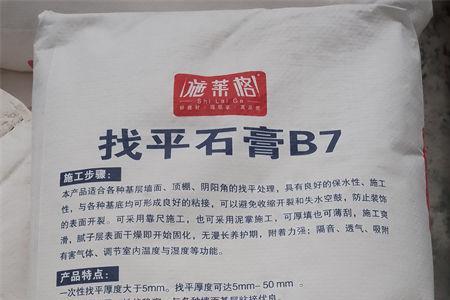 施莱格®
Shi Lai Ge
找平石膏B7
施工步骤：
本产品适合各种基层墙面、顶棚、阴阳角的找平处理，具有良好的保水性、施工
性，与各种基底均可形成良好的粘接，可以避免收缩开裂和失水空鼓，防止装饰
的表面开裂。可采用靠尺施工，也可采用泥掌施工，可厚填也可薄刮，施工爽
滑，腻子层表面干燥即开始固化，无漫长养护期，附着力强；隔音、透气、吸附
有害气体、调节室内温度与湿度等功能。
产品特点：
一次性找平厚度大于5mm。找平厚度可达5mm– 50 mm 。